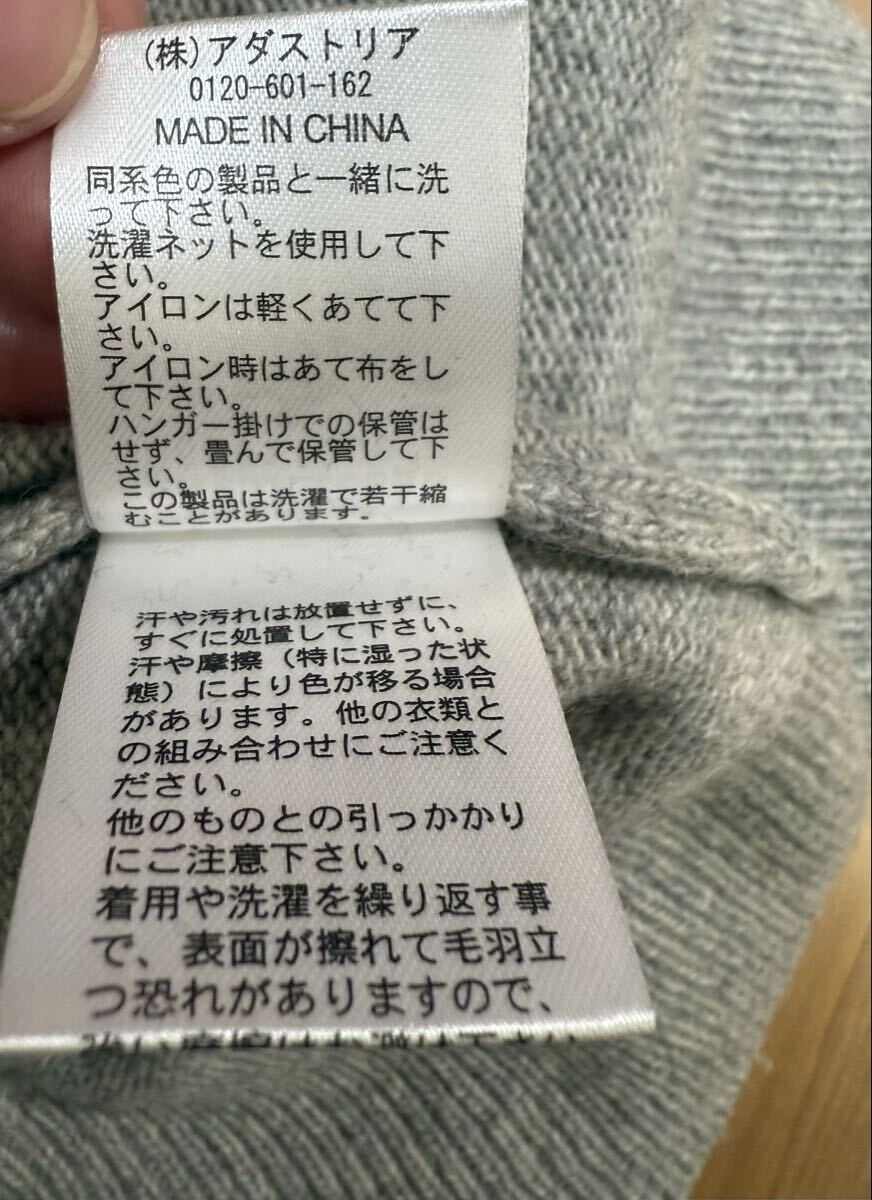 (株)アダストリア
0120-601-162
MADE IN CHINA
同系色の製品と一緒に洗
って下さい。
洗濯ネットを使用して下
さい。
アイロンは軽くあてて下
さい。
アイロン時はあて布をし
て下さい。
ハンガー掛けでの保管は
せず、畳んで保管して下
さい。
この製品は洗濯で若干縮
むことがあります。
汗や汚れは放置せずに、
すぐに処置して下さい。
汗や摩擦（特に湿った状
態）により色が移る場合
があります。他の衣類と
の組み合わせにご注意く
ださい。
他のものとの引っかかり
にご注意下さい。
着用や洗濯を繰り返す事
で、表面が擦れて毛羽立
つ恐れがありますので、